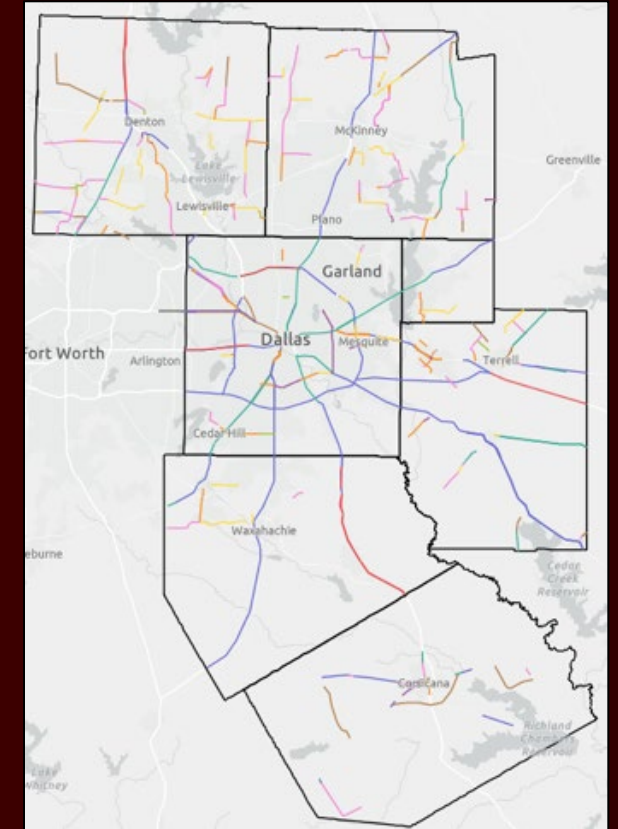 Denton
McKinney
Greenville
Lake
Lewisville
Lewisville
Plano
Garland
Dallas
Mesquite
Fort Worth
Arlington
Terrell
Cedar Hill
Waxahachie
eburne
Cedar
Creek
Reservoir
Corsicana
Richland
Chambers
Reservoir
Lake
Whitney